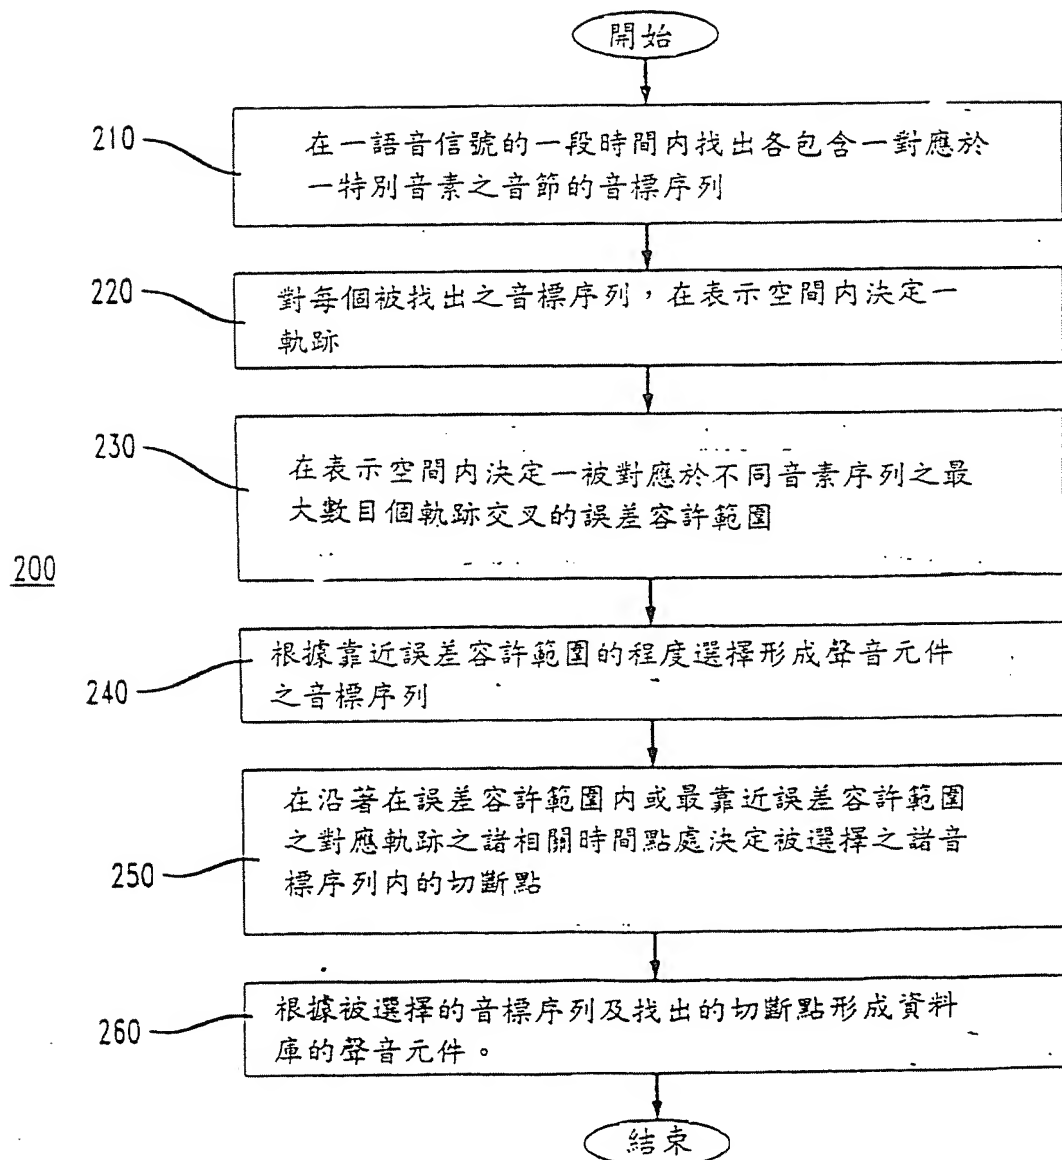 開始
210
在一語音信號的一段時間內找出各包含一對應於
一特別音素之音節的音標序列
220
對每個被找出之音標序列，在表示空間內決定一
軌跡
230
在表示空間內決定一被對應於不同音素序列之最
大數目個軌跡交叉的誤差容許範圍
200
240
根據靠近誤差容許範圍的程度選擇形成聲音元件
之音標序列
250
在沿著在誤差容許範圍內或最靠近誤差容許範圍
之對應軌跡之諸相關時間點處決定被選擇之諸音
標序列內的切斷點
260
根據被選擇的音標序列及找出的切斷點形成資料
庫的聲音元件。
結束